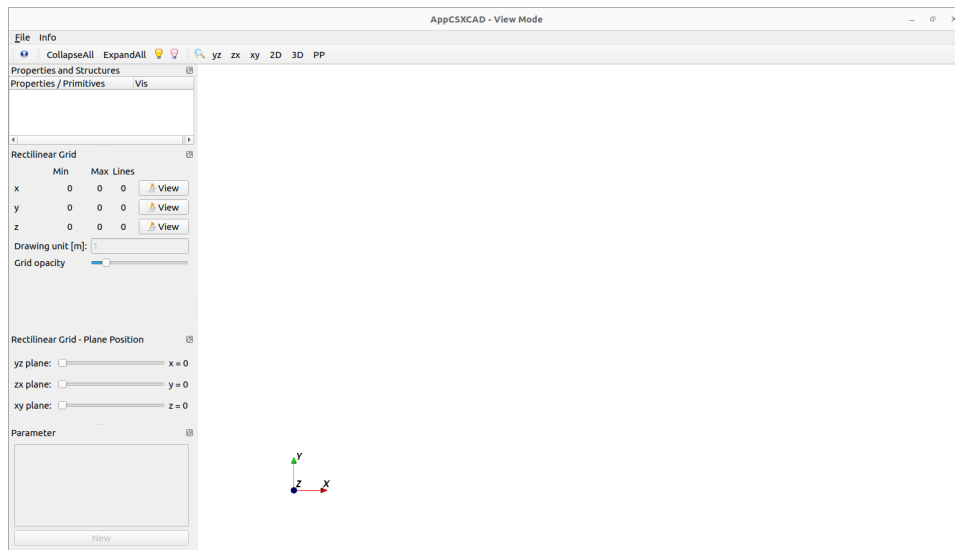 AppCSXCAD - View Mode
File Info
CollapseAll ExpandAll yz zx xy 2D 3D PP
Properties and Structures
Properties / Primitives Vis
Rectilinear Grid
Min Max Lines
x 0 0 0 View
y 0 0 0 View
z 0 0 0 View
Drawing unit [m]: 1
Grid opacity
Rectilinear Grid - Plane Position
yz plane: x = 0
zx plane: y = 0
xy plane: z = 0
Parameter
New
Y
Z X